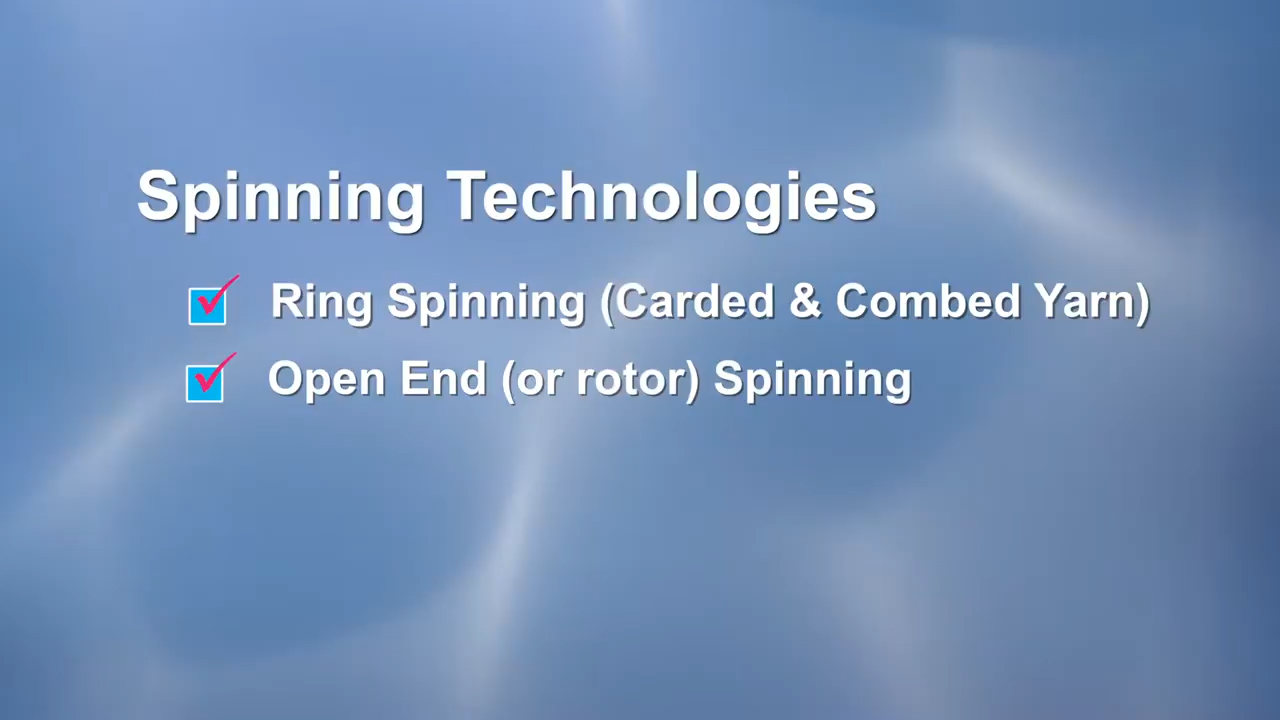 Spinning Technologies
Ring Spinning (Carded & Combed Yarn)
Open End (or rotor) Spinning